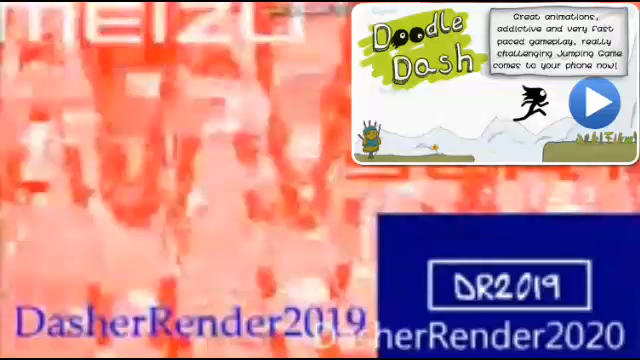 MEIZU
Doodle
Dash
Great animations,
addictive and very fast
paced gameplay, really
challenging Jumping Game
comes to your phone now!
DR2019
DasherRender2019
DasherRender2020